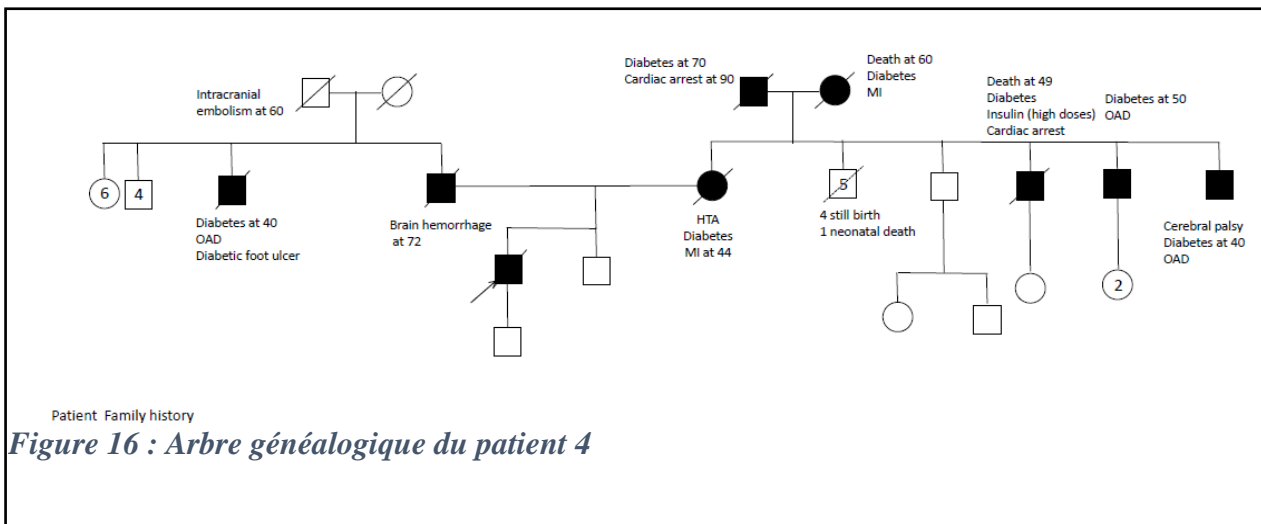 Diabetes at 70
Cardiac arrest at 90
Death at 60
Diabetes
MI
Death at 49
Diabetes
Insulin (high doses)
Cardiac arrest
Diabetes at 50
OAD
Intracranial
embolism at 60
6
4
5
Diabetes at 40
OAD
Diabetic foot ulcer
Brain hemorrhage
at 72
HTA
Diabetes
MI at 44
4 still birth
1 neonatal death
Cerebral palsy
Diabetes at 40
OAD
2
Patient Family history
Figure 16 : Arbre généalogique du patient 4